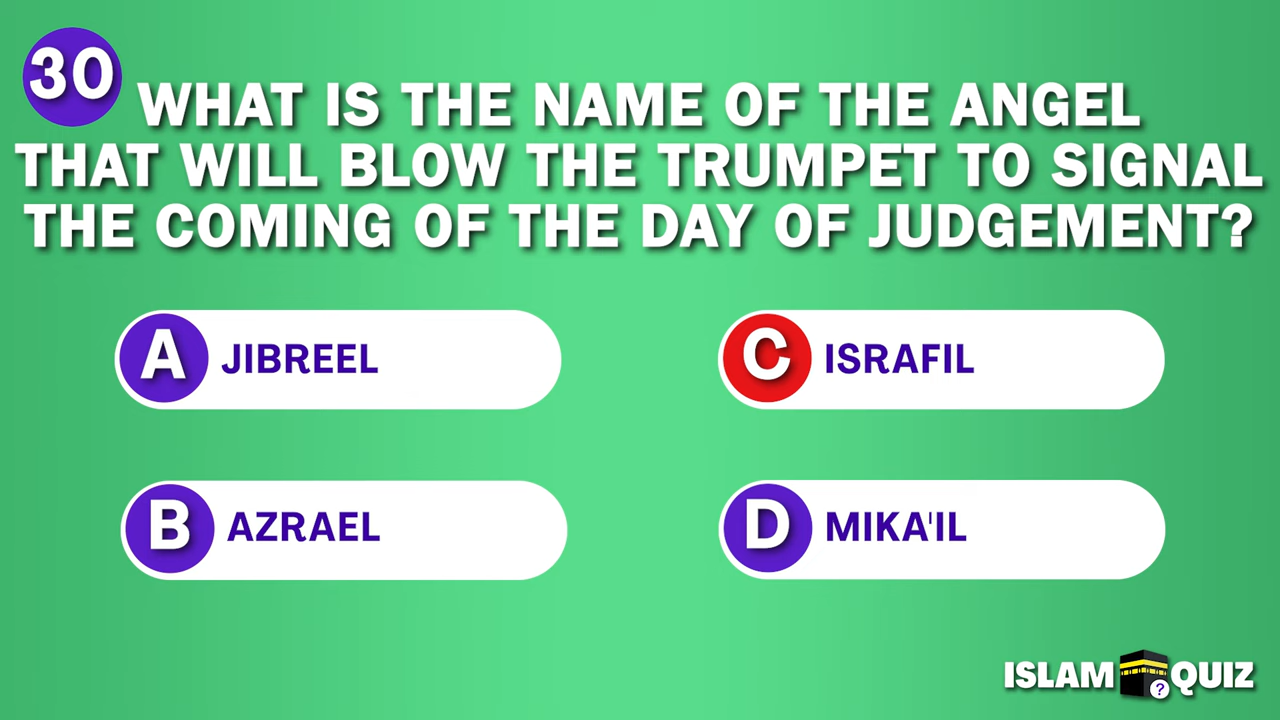 30
WHAT IS THE NAME OF THE ANGEL
THAT WILL BLOW THE TRUMPET TO SIGNAL
THE COMING OF THE DAY OF JUDGEMENT?
A JIBREEL
B AZRAEL
C ISRAFIL
D MIKA'IL
ISLAM ? QUIZ